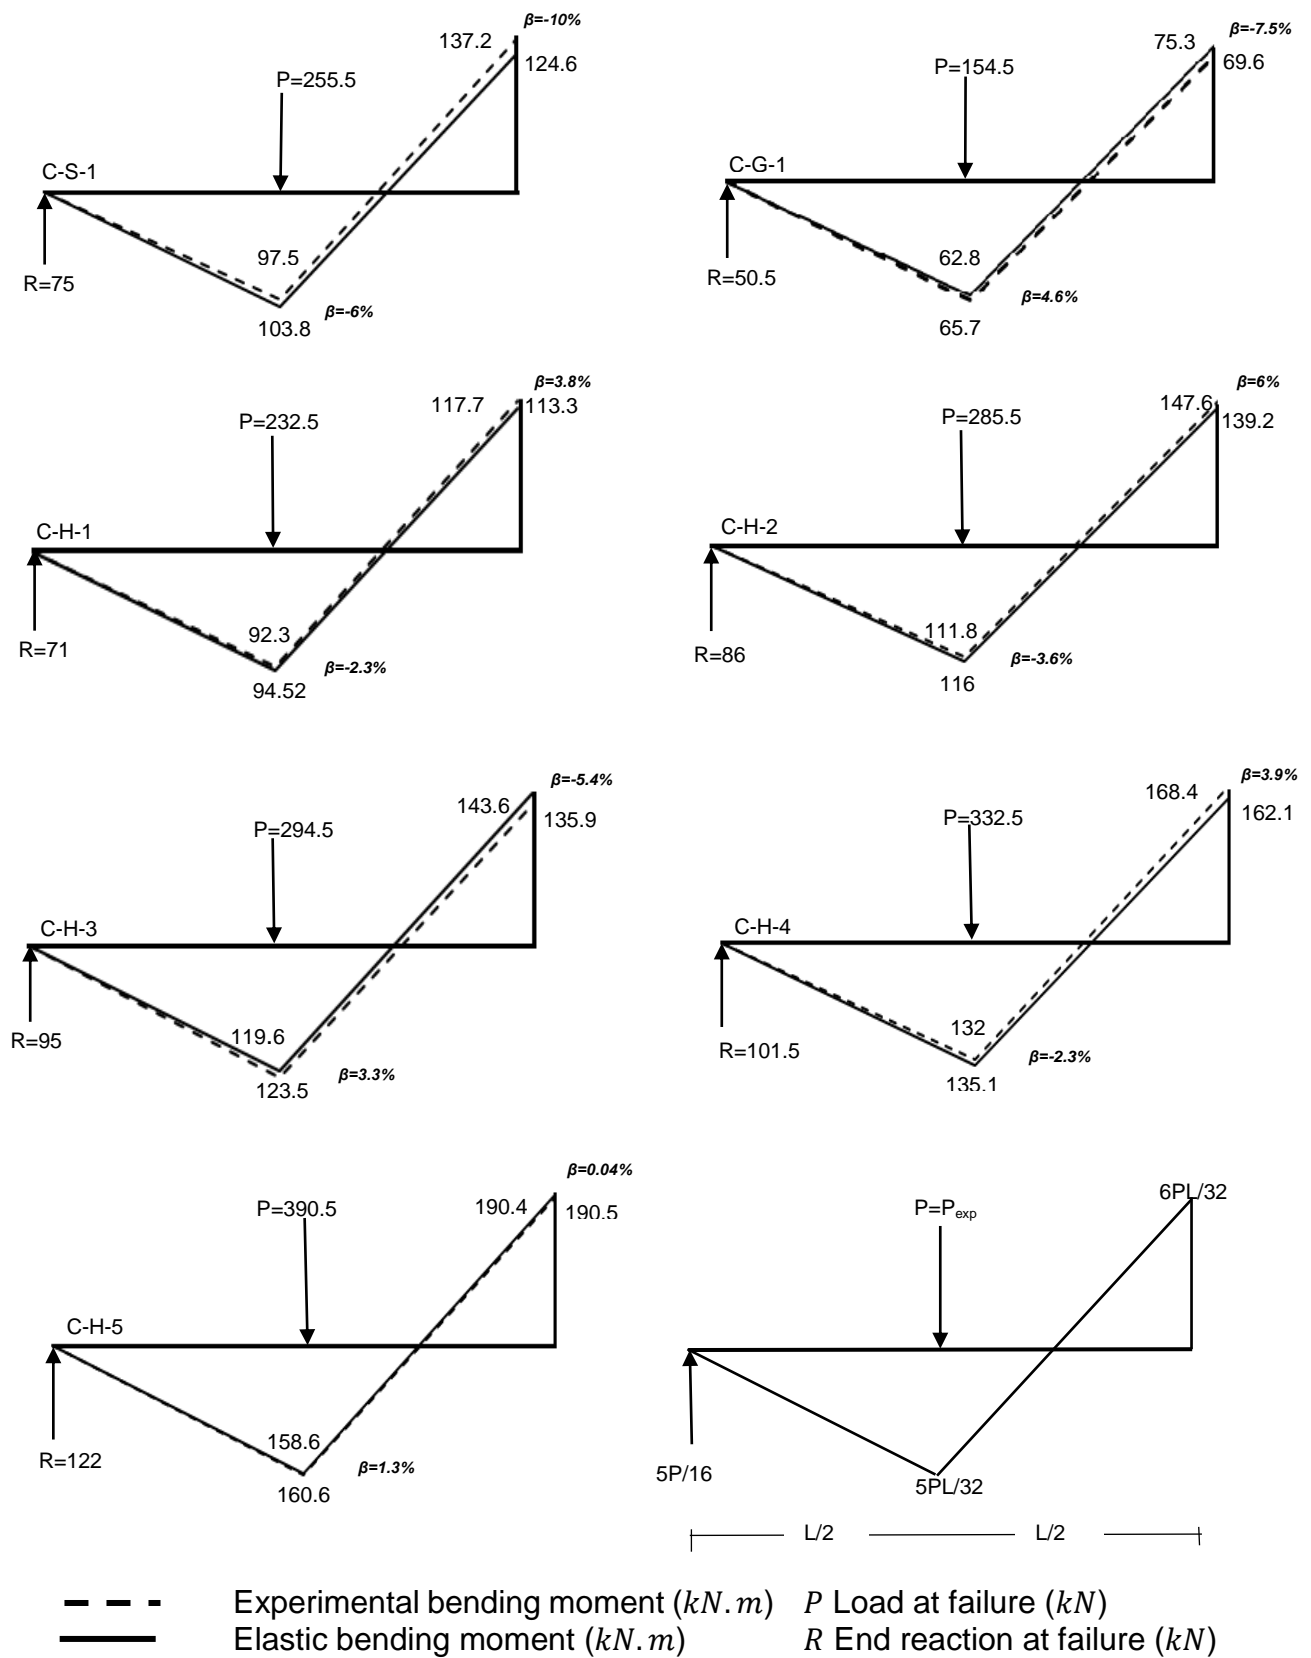 β=-10%
137.2
124.6
P=255.5
C-S-1
97.5
R=75
β=-6%
103.8
β=-7.5%
75.3
69.6
P=154.5
C-G-1
62.8
R=50.5
β=4.6%
65.7
β=3.8%
117.7
113.3
P=232.5
C-H-1
92.3
R=71
β=-2.3%
94.52
β=6%
147.6
139.2
P=285.5
C-H-2
111.8
R=86
β=-3.6%
116
β=-5.4%
143.6
135.9
P=294.5
C-H-3
119.6
R=95
β=3.3%
123.5
β=3.9%
168.4
162.1
P=332.5
C-H-4
132
R=101.5
β=-2.3%
135.1
β=0.04%
190.4
190.5
P=390.5
C-H-5
158.6
R=122
β=1.3%
160.6
6PL/32
P=Pexp
5P/16
5PL/32
L/2
L/2
Experimental bending moment (kN.m) P Load at failure (kN)
Elastic bending moment (kN.m) R End reaction at failure (kN)